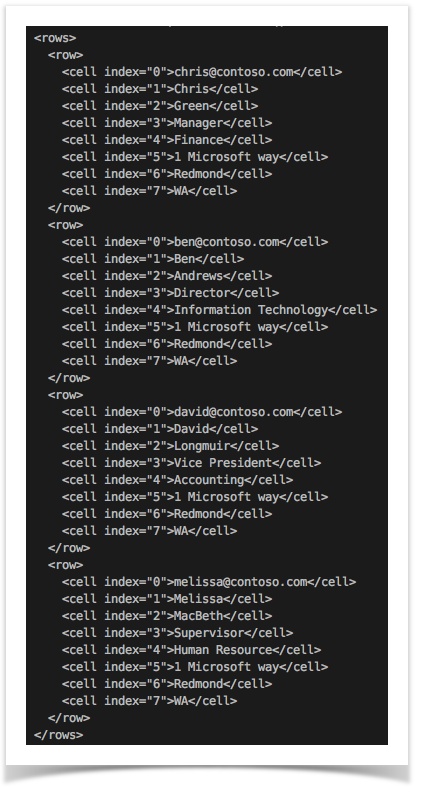 <rows>
  <row>
    <cell index="0">chris@contoso.com</cell>
    <cell index="1">Chris</cell>
    <cell index="2">Green</cell>
    <cell index="3">Manager</cell>
    <cell index="4">Finance</cell>
    <cell index="5">1 Microsoft way</cell>
    <cell index="6">Redmond</cell>
    <cell index="7">WA</cell>
  </row>
  <row>
    <cell index="0">ben@contoso.com</cell>
    <cell index="1">Ben</cell>
    <cell index="2">Andrews</cell>
    <cell index="3">Director</cell>
    <cell index="4">Information Technology</cell>
    <cell index="5">1 Microsoft way</cell>
    <cell index="6">Redmond</cell>
    <cell index="7">WA</cell>
  </row>
  <row>
    <cell index="0">david@contoso.com</cell>
    <cell index="1">David</cell>
    <cell index="2">Longmuir</cell>
    <cell index="3">Vice President</cell>
    <cell index="4">Accounting</cell>
    <cell index="5">1 Microsoft way</cell>
    <cell index="6">Redmond</cell>
    <cell index="7">WA</cell>
  </row>
  <row>
    <cell index="0">melissa@contoso.com</cell>
    <cell index="1">Melissa</cell>
    <cell index="2">MacBeth</cell>
    <cell index="3">Supervisor</cell>
    <cell index="4">Human Resource</cell>
    <cell index="5">1 Microsoft way</cell>
    <cell index="6">Redmond</cell>
    <cell index="7">WA</cell>
  </row>
</rows>